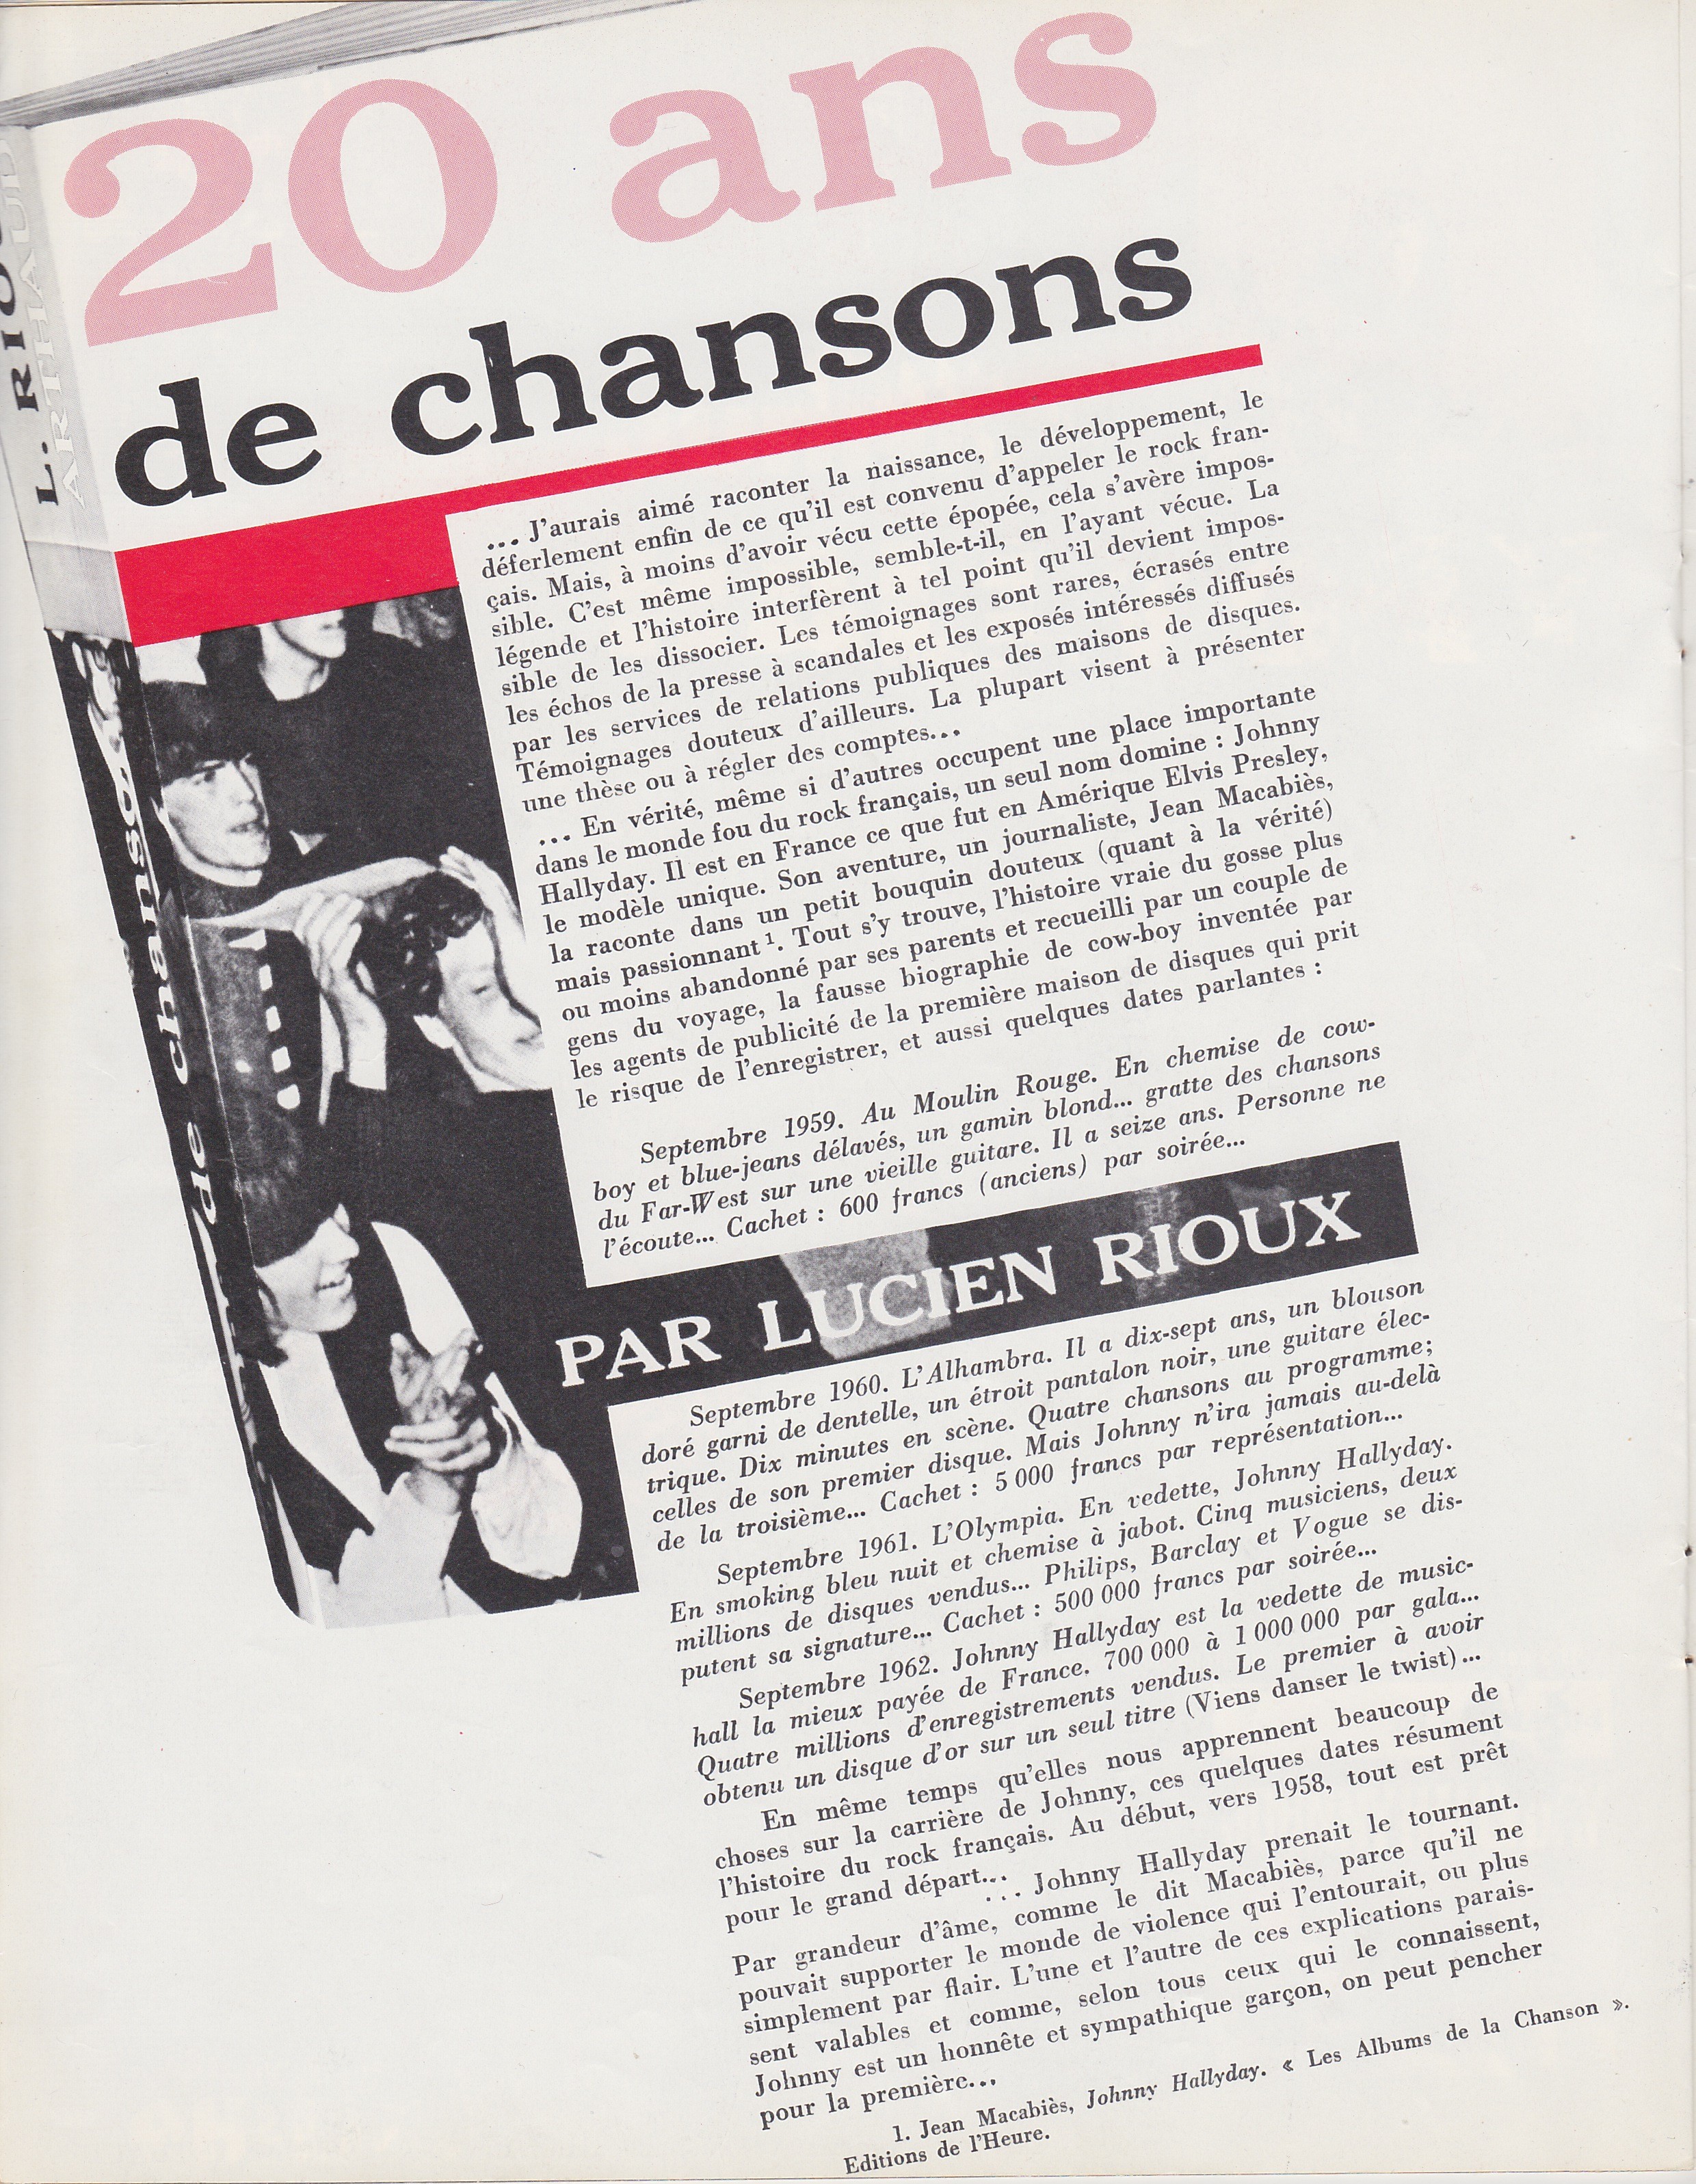 20 ans
de chansons
L. RIOU
ARTHAUD
de chansons
... J'aurais aimé raconter la naissance, le développement, le
déferlement enfin de ce qu'il est convenu d'appeler le rock fran-
çais. Mais, à moins d'avoir vécu cette épopée, cela s'avère impos-
sible. C'est même impossible, semble-t-il, en l'ayant vécue. La
légende et l'histoire interfèrent à tel point qu'il devient impos-
sible de les dissocier. Les témoignages sont rares, écrasés entre
les échos de la presse à scandales et les exposés intéressés diffusés
par les services de relations publiques des maisons de disques.
Témoignages douteux d'ailleurs. La plupart visent à présenter
une thèse ou à régler des comptes...
... En vérité, même si d'autres occupent une place importante
dans le monde fou du rock français, un seul nom domine : Johnny
Hallyday. Il est en France ce que fut en Amérique Elvis Presley,
le modèle unique. Son aventure, un journaliste, Jean Macabiès,
la raconte dans un petit bouquin douteux (quant à la vérité)
mais passionnant ¹. Tout s'y trouve, l'histoire vraie du gosse plus
ou moins abandonné par ses parents et recueilli par un couple de
gens du voyage, la fausse biographie de cow-boy inventée par
les agents de publicité de la première maison de disques qui prit
le risque de l'enregistrer, et aussi quelques dates parlantes :
Septembre 1959. Au Moulin Rouge. En chemise de cow-
boy et blue-jeans délavés, un gamin blond... gratte des chansons
du Far-West sur une vieille guitare. Il a seize ans. Personne ne
l'écoute... Cachet : 600 francs (anciens) par soirée...
PAR LUCIEN RIOUX
Septembre 1960. L'Alhambra. Il a dix-sept ans, un blouson
doré garni de dentelle, un étroit pantalon noir, une guitare élec-
trique. Dix minutes en scène. Quatre chansons au programme;
celles de son premier disque. Mais Johnny n'ira jamais au-delà
de la troisième... Cachet : 5 000 francs par représentation...
Septembre 1961. L'Olympia. En vedette, Johnny Hallyday.
En smoking bleu nuit et chemise à jabot. Cinq musiciens, deux
millions de disques vendus... Philips, Barclay et Vogue se dis-
putent sa signature... Cachet : 500 000 francs par soirée...
Septembre 1962. Johnny Hallyday est la vedette de music-
hall la mieux payée de France. 700 000 à 1 000 000 par gala...
Quatre millions d'enregistrements vendus. Le premier à avoir
obtenu un disque d'or sur un seul titre (Viens danser le twist)...
En même temps qu'elles nous apprennent beaucoup de
choses sur la carrière de Johnny, ces quelques dates résument
l'histoire du rock français. Au début, vers 1958, tout est prêt
pour le grand départ...
... Johnny Hallyday prenait le tournant.
Par grandeur d'âme, comme le dit Macabiès, parce qu'il ne
pouvait supporter le monde de violence qui l'entourait, ou plus
simplement par flair. L'une et l'autre de ces explications parais-
sent valables et comme, selon tous ceux qui le connaissent,
Johnny est un honnête et sympathique garçon, on peut pencher
pour la première...
1. Jean Macabiès, Johnny Hallyday. « Les Albums de la Chanson ».
Editions de l'Heure.